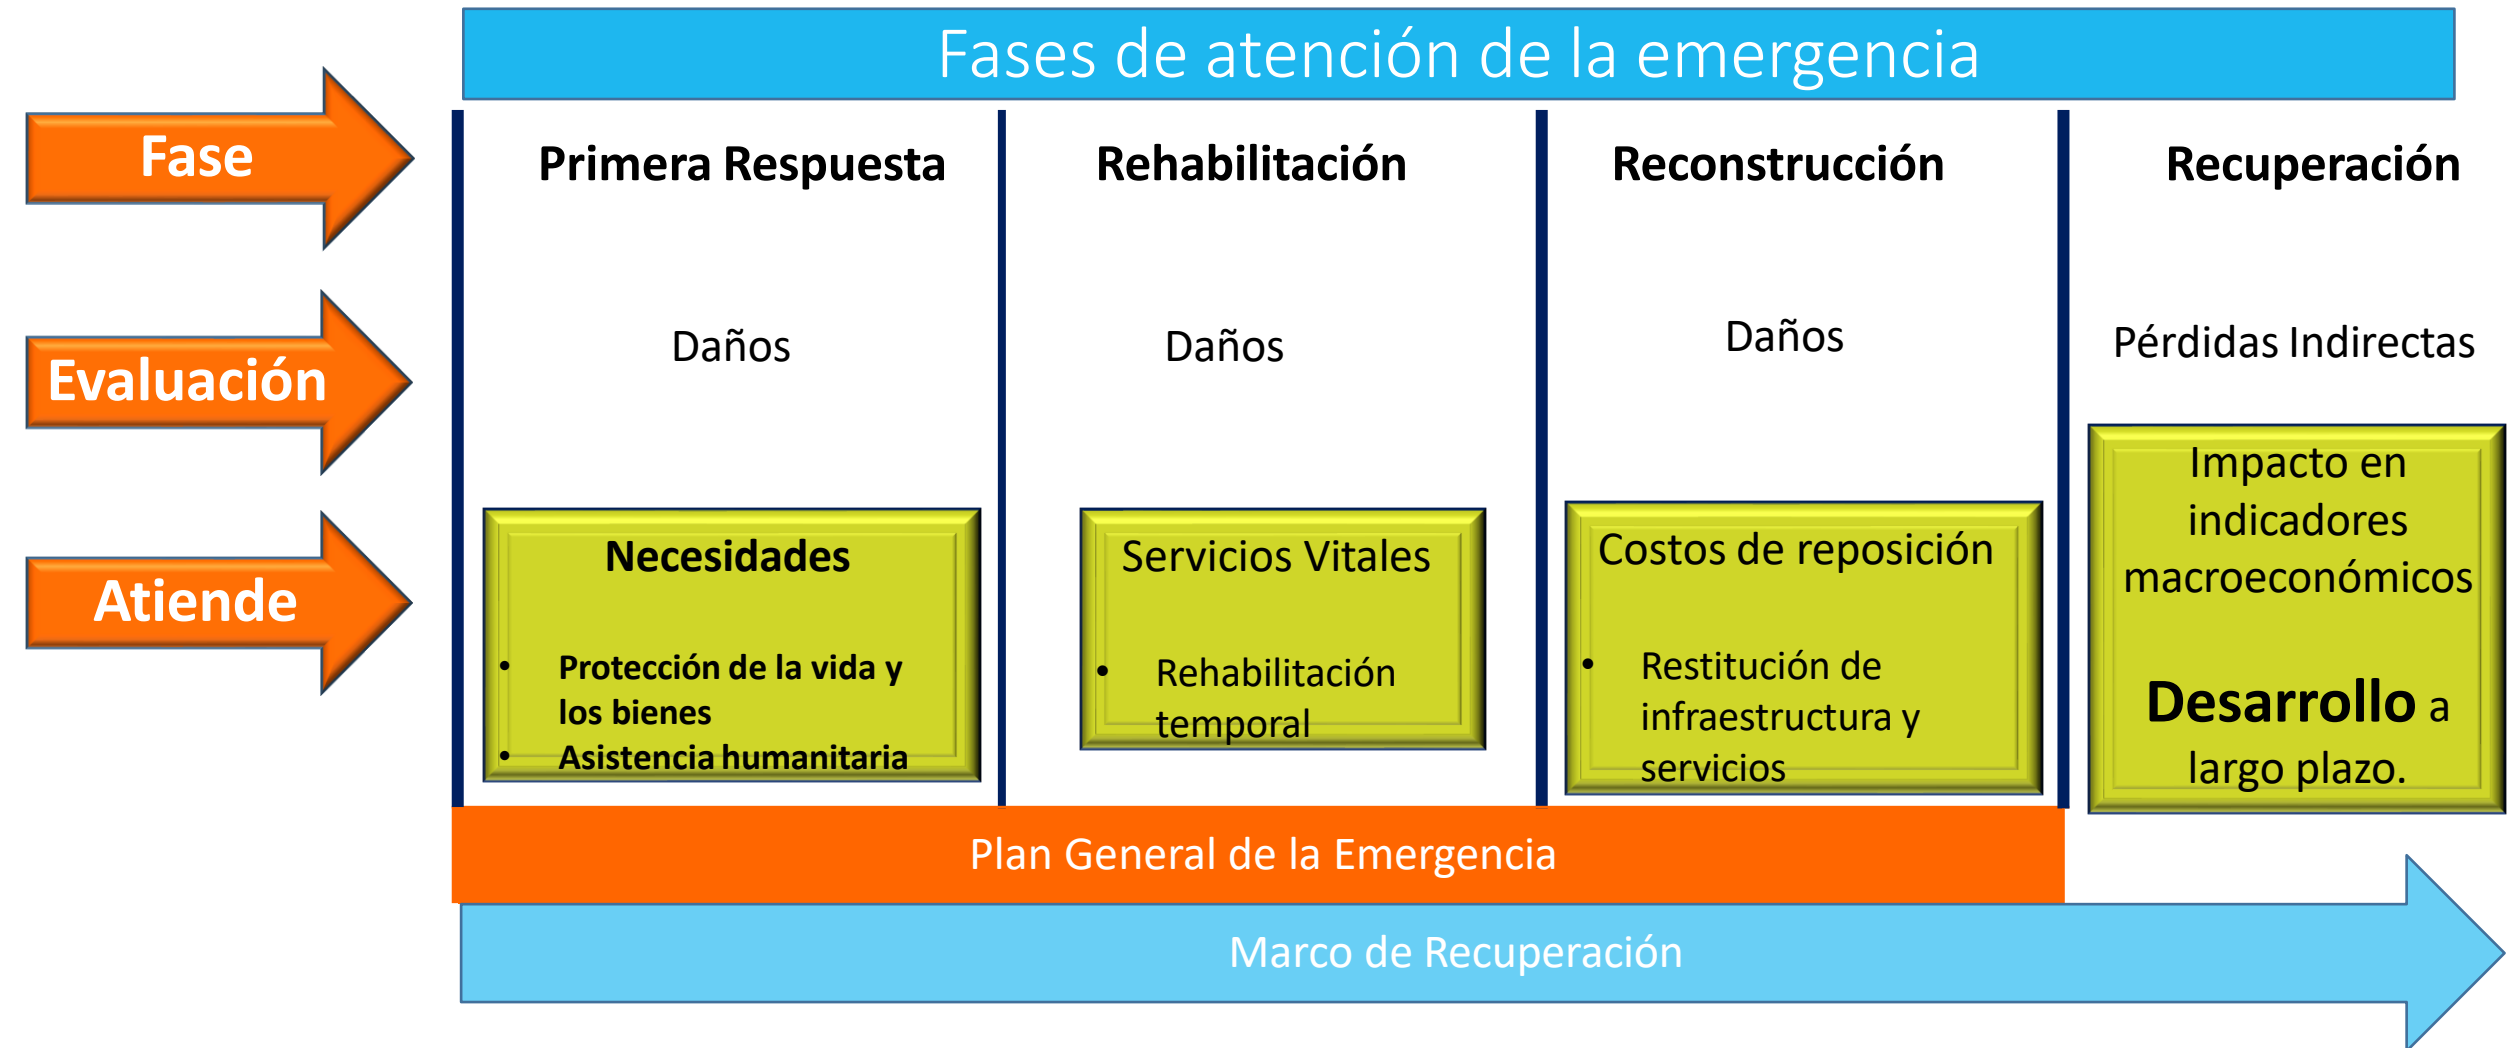 Fases de atención de la emergencia
Fase
Primera Respuesta
Rehabilitación
Reconstrucción
Recuperación
Evaluación
Daños
Daños
Daños
Pérdidas Indirectas
Atiende
Necesidades
• Protección de la vida y
los bienes
• Asistencia humanitaria
Servicios Vitales
• Rehabilitación
temporal
Costos de reposición
• Restitución de
infraestructura y
servicios
Impacto en
indicadores
macroeconómicos
Desarrollo a
largo plazo.
Plan General de la Emergencia
Marco de Recuperación